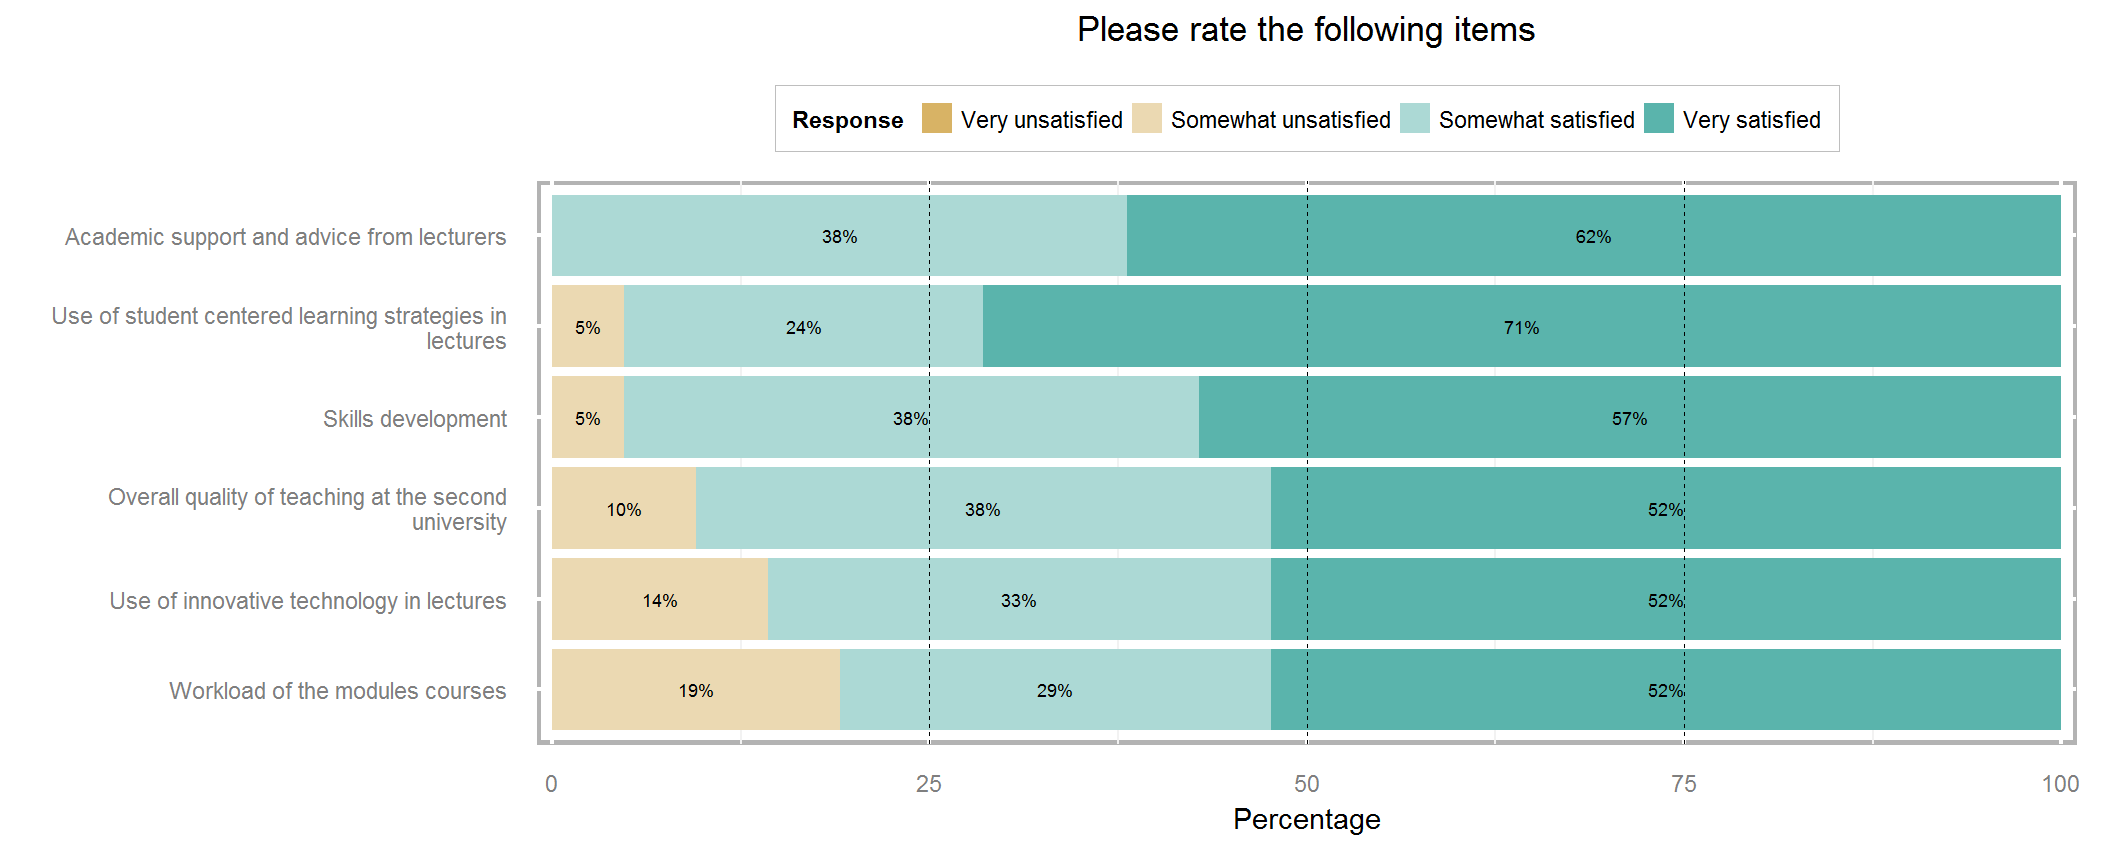 Please rate the following items
Response Very unsatisfied Somewhat unsatisfied Somewhat satisfied Very satisfied
Academic support and advice from lecturers 38% 62%
Use of student centered learning strategies in
lectures
5% 24% 71%
Skills development 5% 38% 57%
Overall quality of teaching at the second
university
10% 38% 52%
Use of innovative technology in lectures 14% 33% 52%
Workload of the modules courses 19% 29% 52%
0 25 50 75 100
Percentage